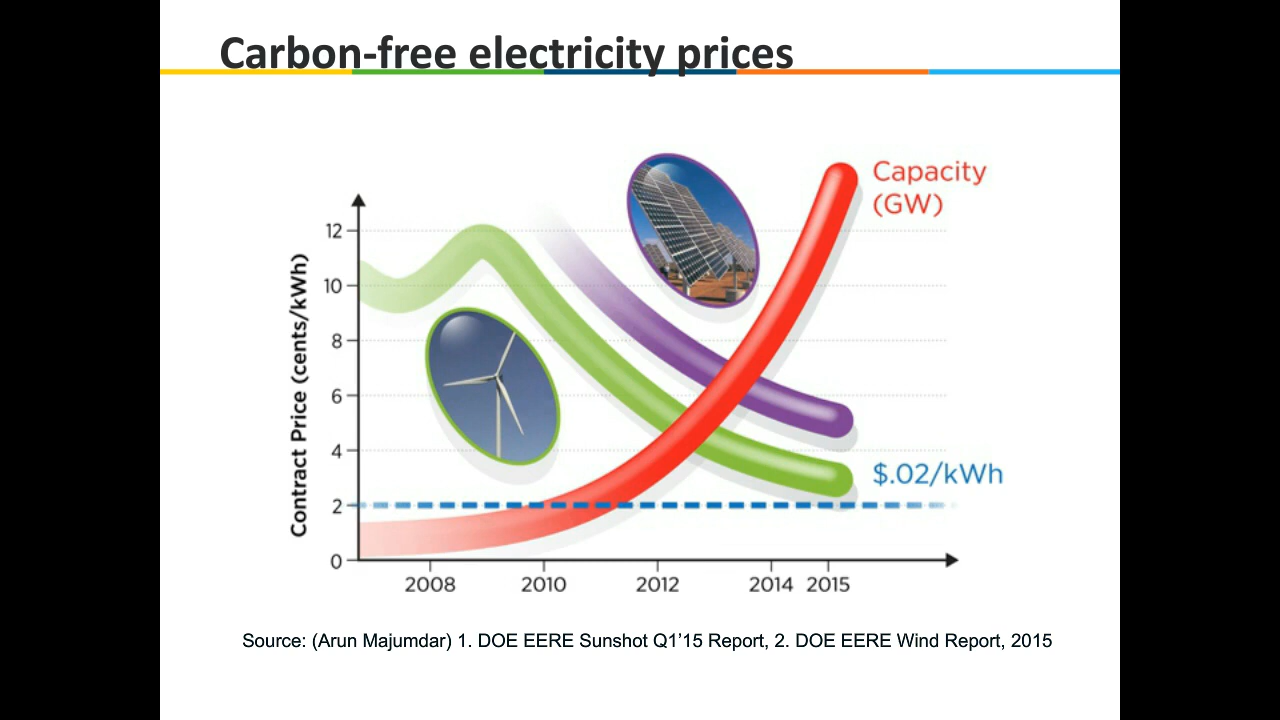 Carbon-free electricity prices
Capacity
(GW)
Contract Price (cents/kWh)
12
10
8
6
4
2
0
$.02/kWh
2008 2010 2012 2014 2015
Source: (Arun Majumdar) 1. DOE EERE Sunshot Q1'15 Report, 2. DOE EERE Wind Report, 2015